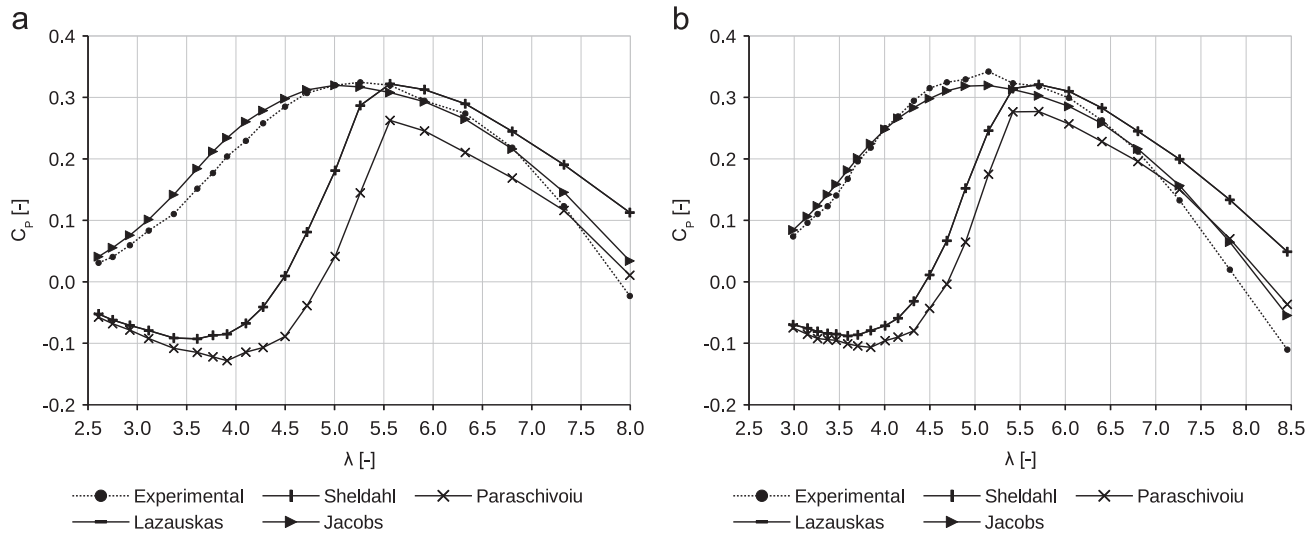 a
0.4
0.3
0.2
0.1
0.0
-0.1
-0.2
C_P [-]
2.5 3.0 3.5 4.0 4.5 5.0 5.5 6.0 6.5 7.0 7.5 8.0
λ [-]
Experimental Sheldahl Paraschivoiu
Lazauskas Jacobs
b
0.4
0.3
0.2
0.1
0.0
-0.1
-0.2
C_P [-]
2.5 3.0 3.5 4.0 4.5 5.0 5.5 6.0 6.5 7.0 7.5 8.0 8.5
λ [-]
Experimental Sheldahl Paraschivoiu
Lazauskas Jacobs